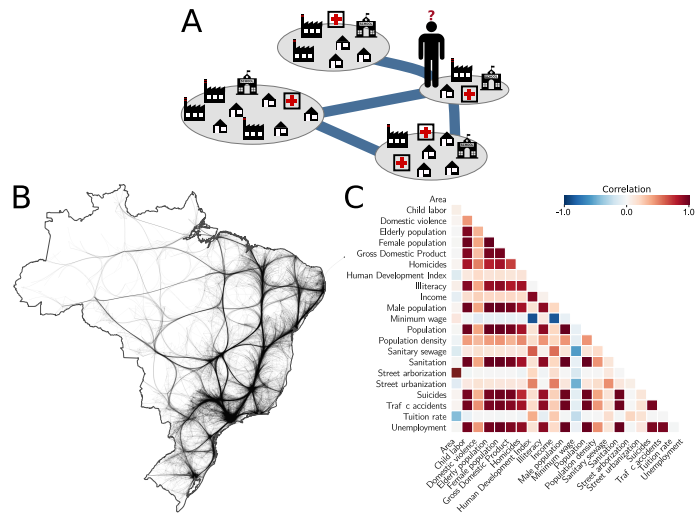 A
?
B
C
Correlation
-1.0
0.0
1.0
Area
Child labor
Domestic violence
Elderly population
Female population
Gross Domestic Product
Homicides
Human Development Index
Illiteracy
Income
Male population
Minimum wage
Population
Population density
Sanitary sewage
Sanitation
Street arborization
Street urbanization
Suicides
Traf c accidents
Tuition rate
Unemployment
Area
Child labor
Domestic violence
Elderly population
Female population
Gross Domestic Product
Homicides
Human Development Index
Illiteracy
Income
Male population
Minimum wage
Population
Population density
Sanitary sewage
Sanitation
Street arborization
Street urbanization
Suicides
Traf c accidents
Tuition rate
Unemployment